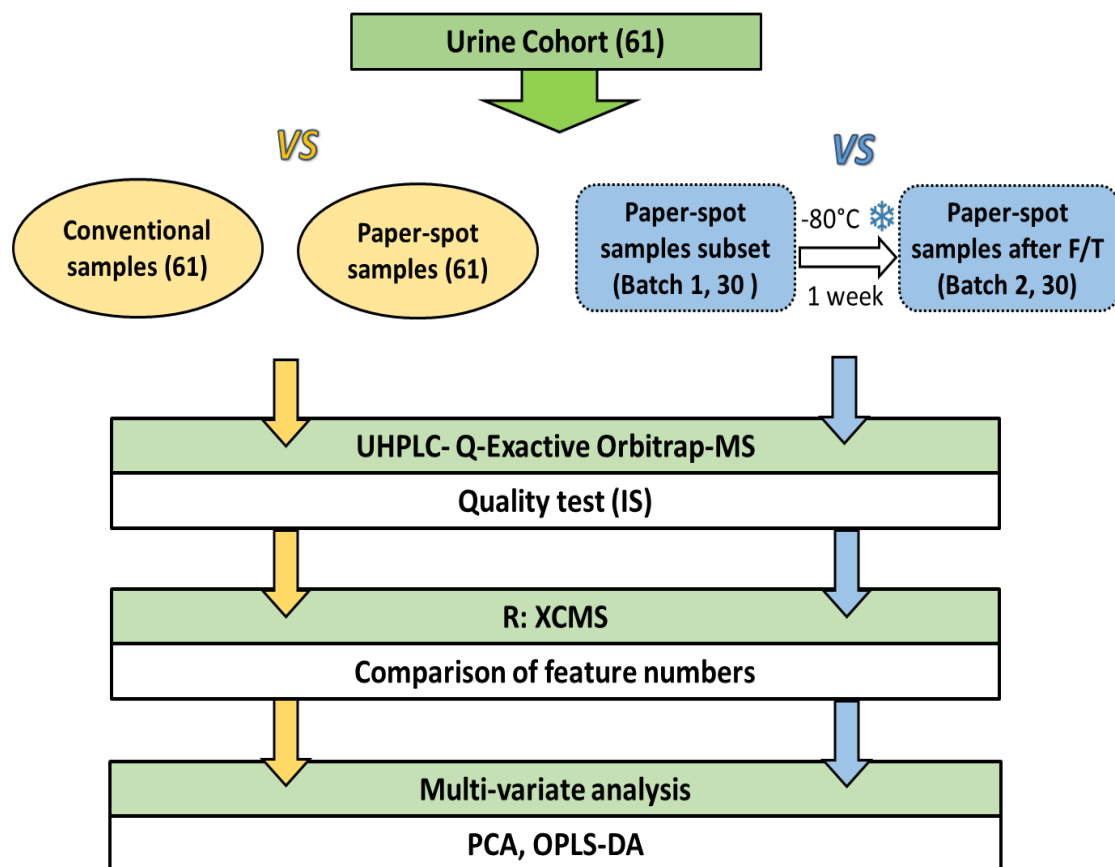 Urine Cohort (61)
VS
VS
Conventional
samples (61)
Paper-spot
samples (61)
Paper-spot
samples subset
(Batch 1, 30 )
-80°C
1 week
Paper-spot
samples after F/T
(Batch 2, 30)
UHPLC- Q-Exactive Orbitrap-MS
Quality test (IS)
R: XCMS
Comparison of feature numbers
Multi-variate analysis
PCA, OPLS-DA